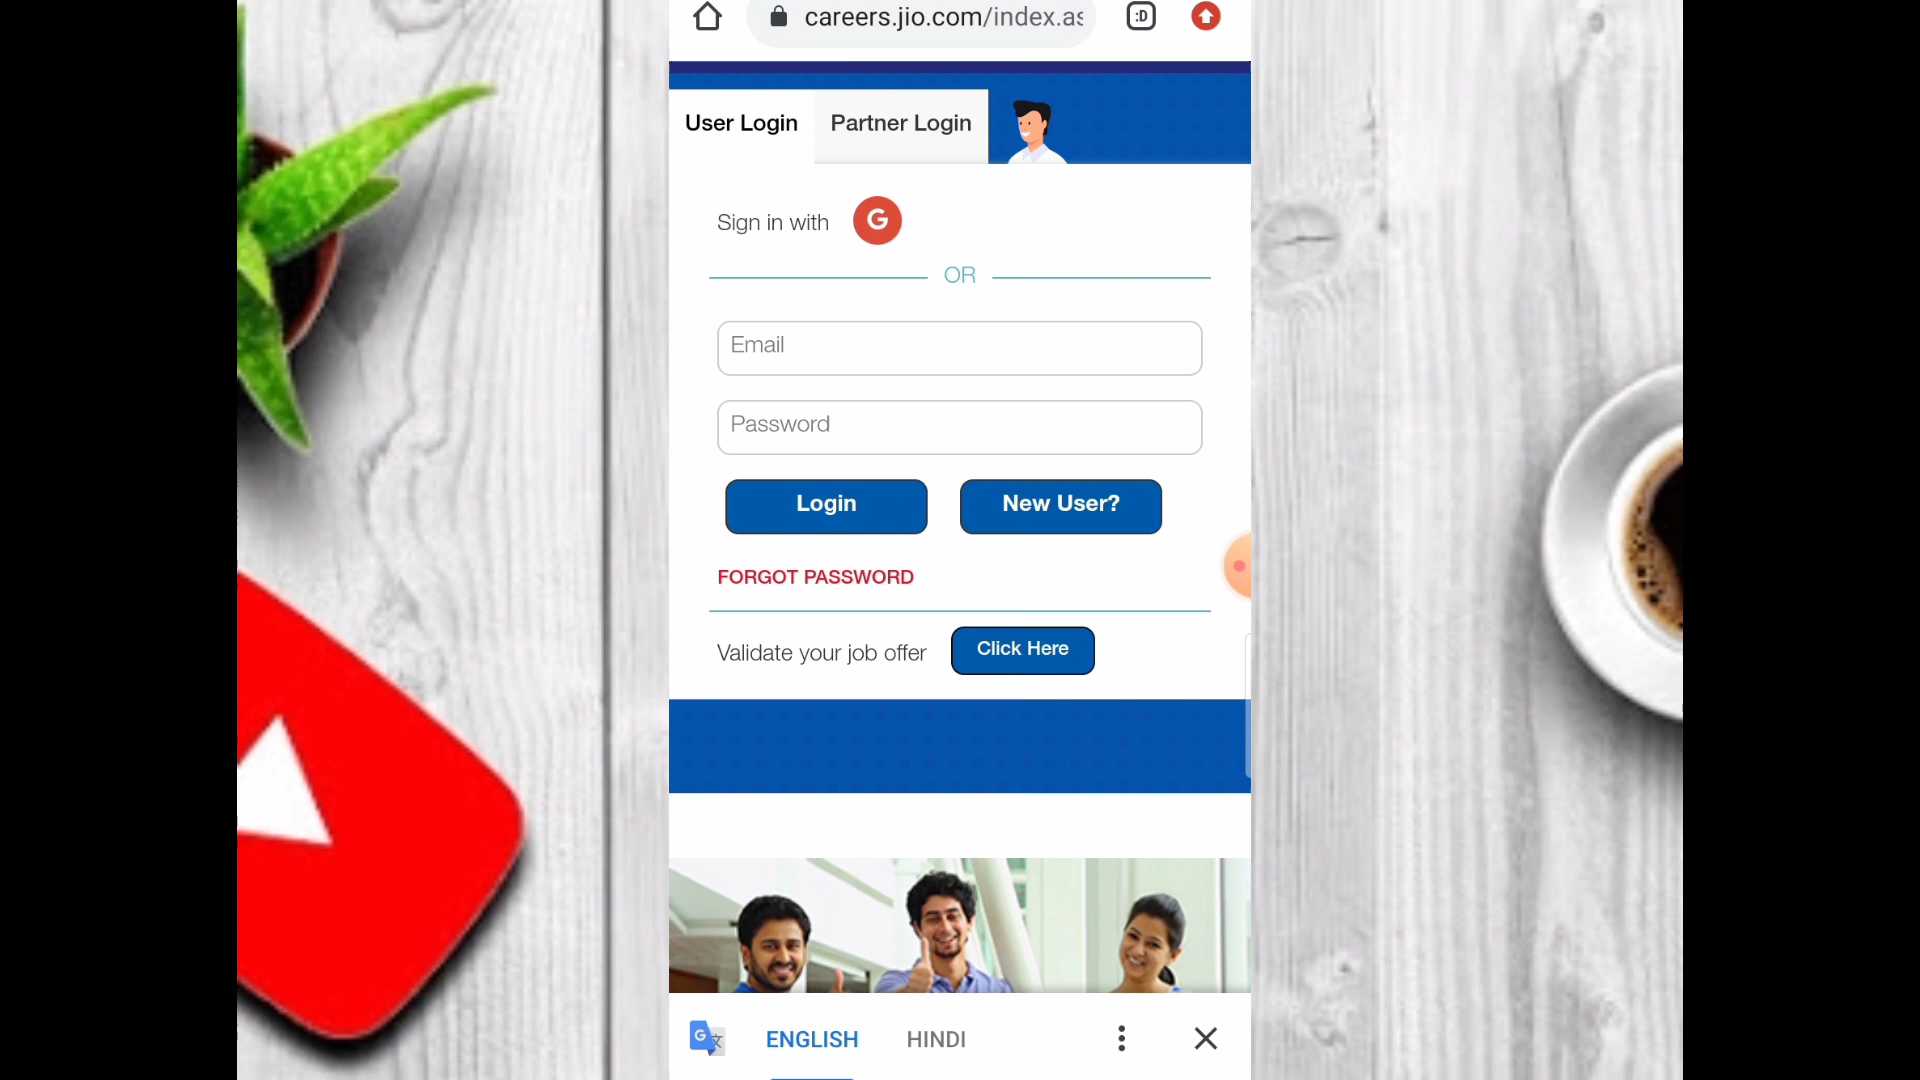 careers.jio.com/index.as
:D
User Login
Partner Login
Sign in with G
OR
Email
Password
Login
New User?
FORGOT PASSWORD
Validate your job offer
Click Here
G 文
ENGLISH
HINDI